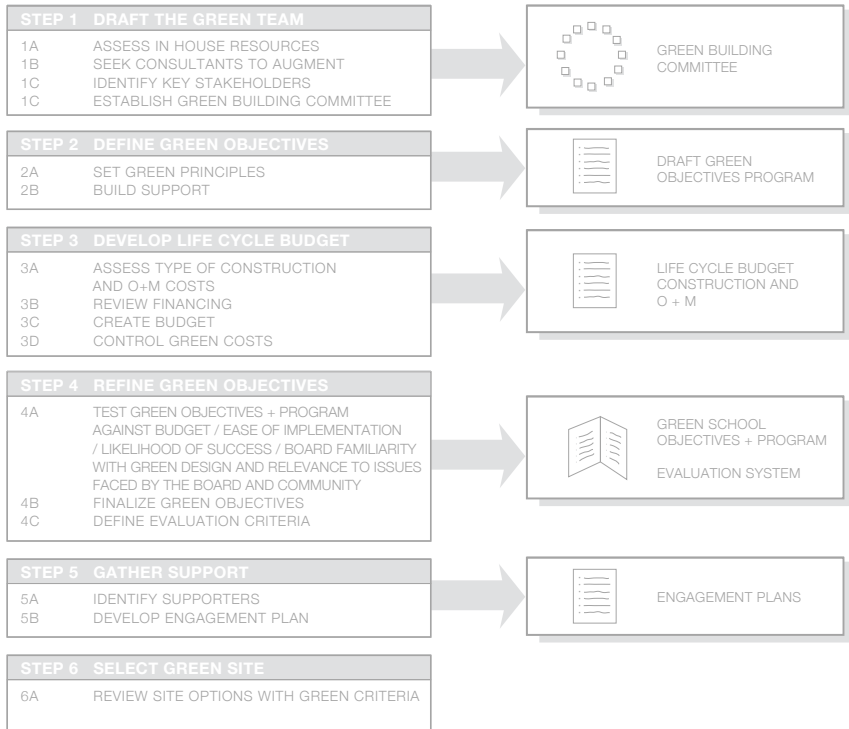 STEP 1 DRAFT THE GREEN TEAM
1A ASSESS IN HOUSE RESOURCES
1B SEEK CONSULTANTS TO AUGMENT
1C IDENTIFY KEY STAKEHOLDERS
1C ESTABLISH GREEN BUILDING COMMITTEE
GREEN BUILDING
COMMITTEE
STEP 2 DEFINE GREEN OBJECTIVES
2A SET GREEN PRINCIPLES
2B BUILD SUPPORT
DRAFT GREEN
OBJECTIVES PROGRAM
STEP 3 DEVELOP LIFE CYCLE BUDGET
3A ASSESS TYPE OF CONSTRUCTION
AND O+M COSTS
3B REVIEW FINANCING
3C CREATE BUDGET
3D CONTROL GREEN COSTS
LIFE CYCLE BUDGET
CONSTRUCTION AND
O + M
STEP 4 REFINE GREEN OBJECTIVES
4A TEST GREEN OBJECTIVES + PROGRAM
AGAINST BUDGET / EASE OF IMPLEMENTATION
/ LIKELIHOOD OF SUCCESS / BOARD FAMILIARITY
WITH GREEN DESIGN AND RELEVANCE TO ISSUES
FACED BY THE BOARD AND COMMUNITY
4B FINALIZE GREEN OBJECTIVES
4C DEFINE EVALUATION CRITERIA
GREEN SCHOOL
OBJECTIVES + PROGRAM
EVALUATION SYSTEM
STEP 5 GATHER SUPPORT
5A IDENTIFY SUPPORTERS
5B DEVELOP ENGAGEMENT PLAN
ENGAGEMENT PLANS
STEP 6 SELECT GREEN SITE
6A REVIEW SITE OPTIONS WITH GREEN CRITERIA